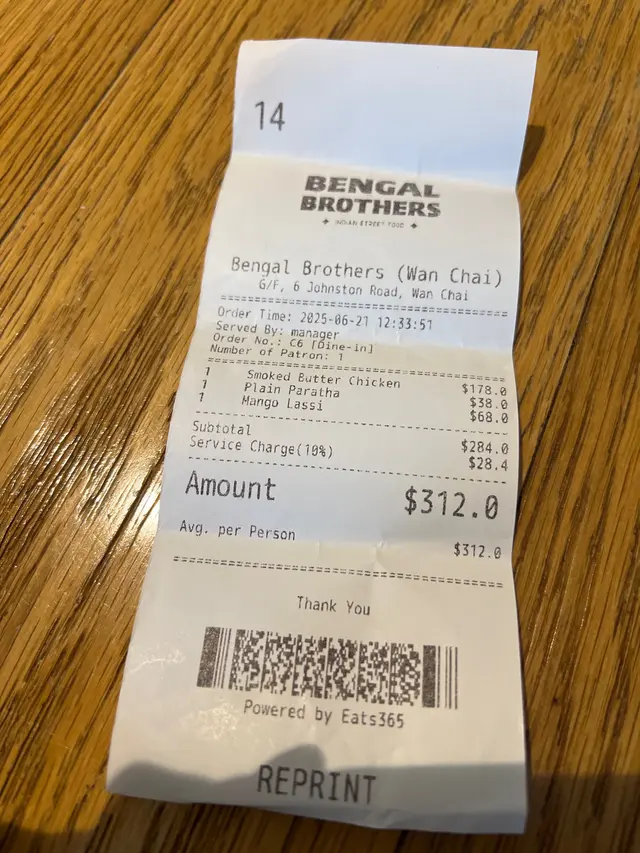 14
BENGAL
BROTHERS
INDIAN STREET FOOD
Bengal Brothers (Wan Chai)
G/F, 6 Johnston Road, Wan Chai
Order Time: 2025-06-21 12:33:51
Served By: manager
Order No.: C6 [Dine-in]
Number of Patron: 1
1 Smoked Butter Chicken $178.0
1 Plain Paratha $38.0
1 Mango Lassi $68.0
Subtotal $284.0
Service Charge(10%) $28.4
Amount $312.0
Avg. per Person $312.0
Thank You
Powered by Eats365
REPRINT